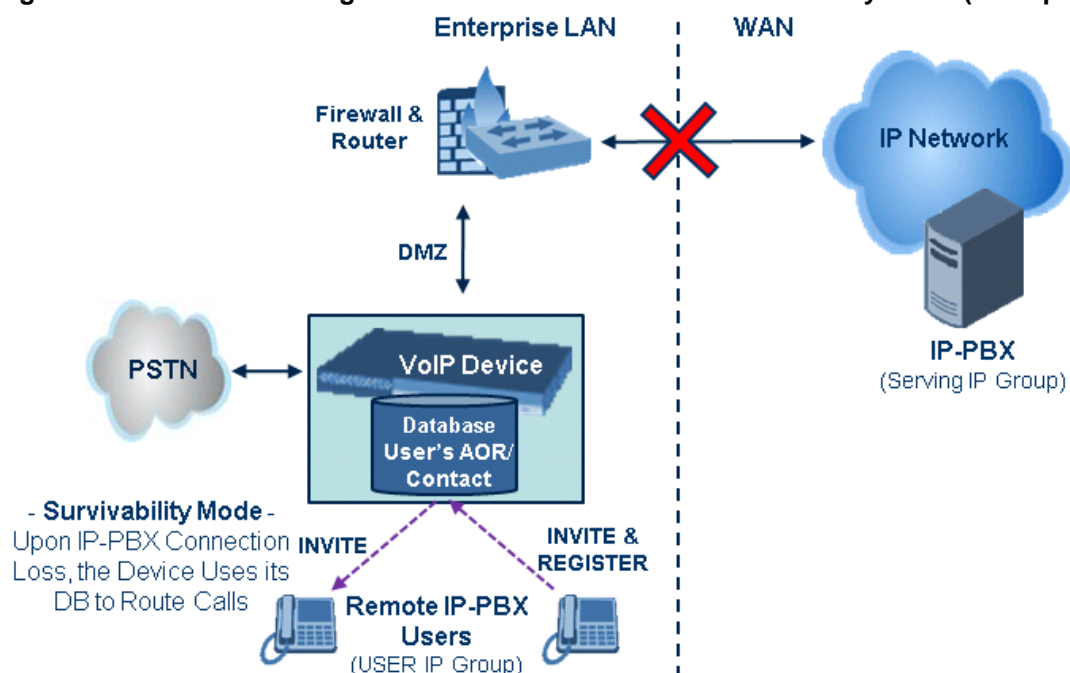 Enterprise LAN
WAN
Firewall &
Router
IP Network
DMZ
IP-PBX
(Serving IP Group)
PSTN
VoIP Device
Database
User's AOR/
Contact
- Survivability Mode -
Upon IP-PBX Connection
Loss, the Device Uses its
DB to Route Calls
INVITE
INVITE &
REGISTER
Remote IP-PBX
Users
(USER IP Group)